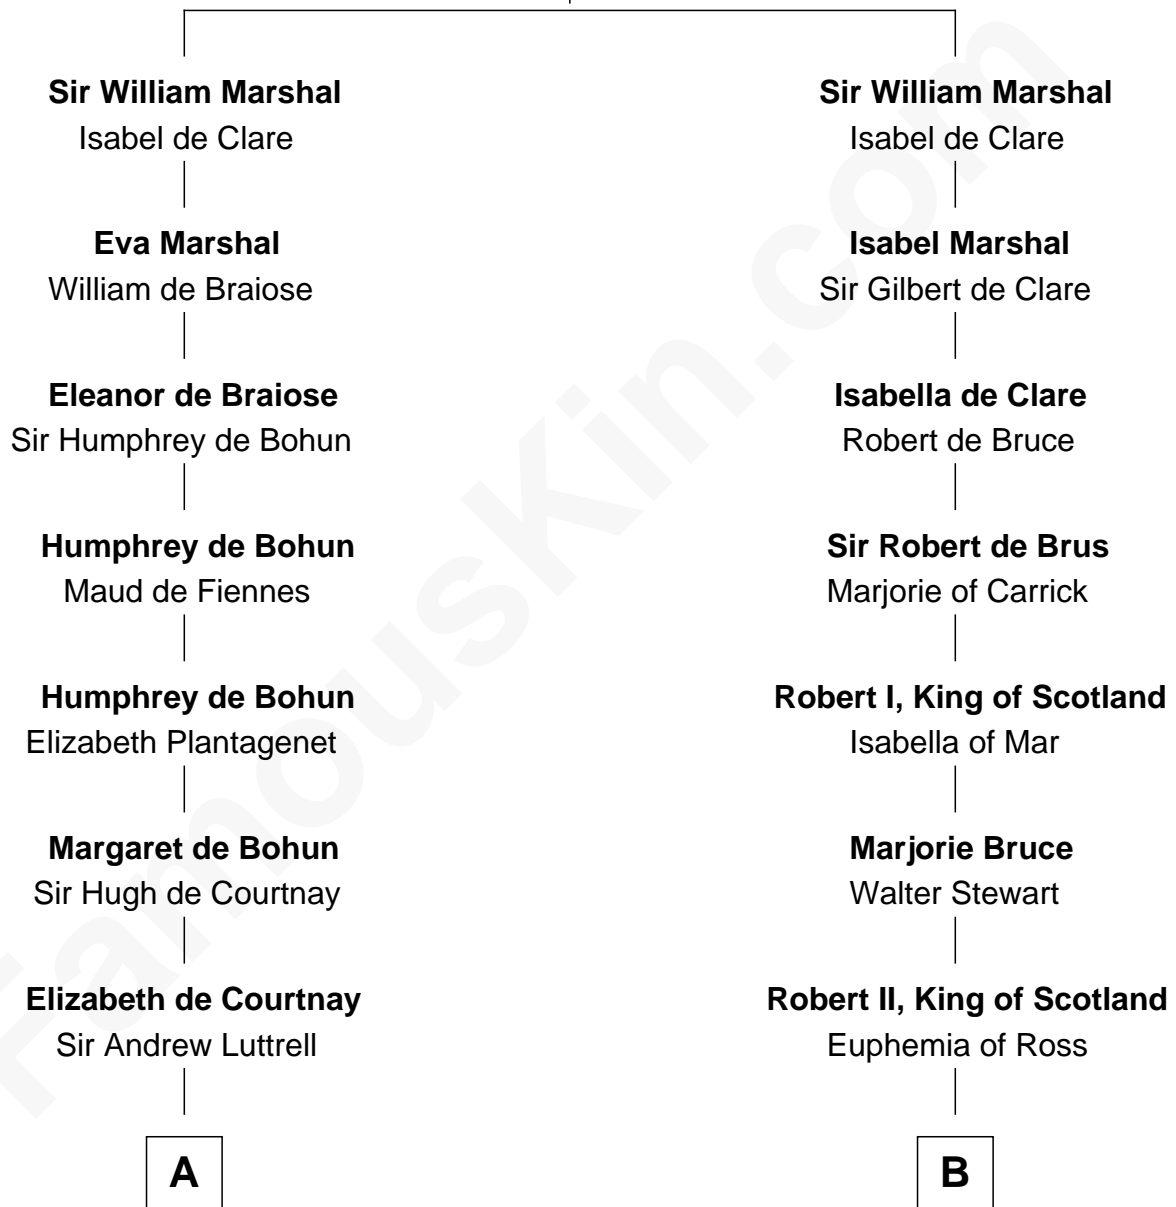 Sir William Marshal
Isabel de Clare
Eva Marshal
William de Braiose
Eleanor de Braiose
Sir Humphrey de Bohun
Humphrey de Bohun
Maud de Fiennes
Humphrey de Bohun
Elizabeth Plantagenet
Margaret de Bohun
Sir Hugh de Courtnay
Elizabeth de Courtnay
Sir Andrew Luttrell
A
Sir William Marshal
Isabel de Clare
Isabel Marshal
Sir Gilbert de Clare
Isabella de Clare
Robert de Bruce
Sir Robert de Brus
Marjorie of Carrick
Robert I, King of Scotland
Isabella of Mar
Marjorie Bruce
Walter Stewart
Robert II, King of Scotland
Euphemia of Ross
B
FamousKin.com